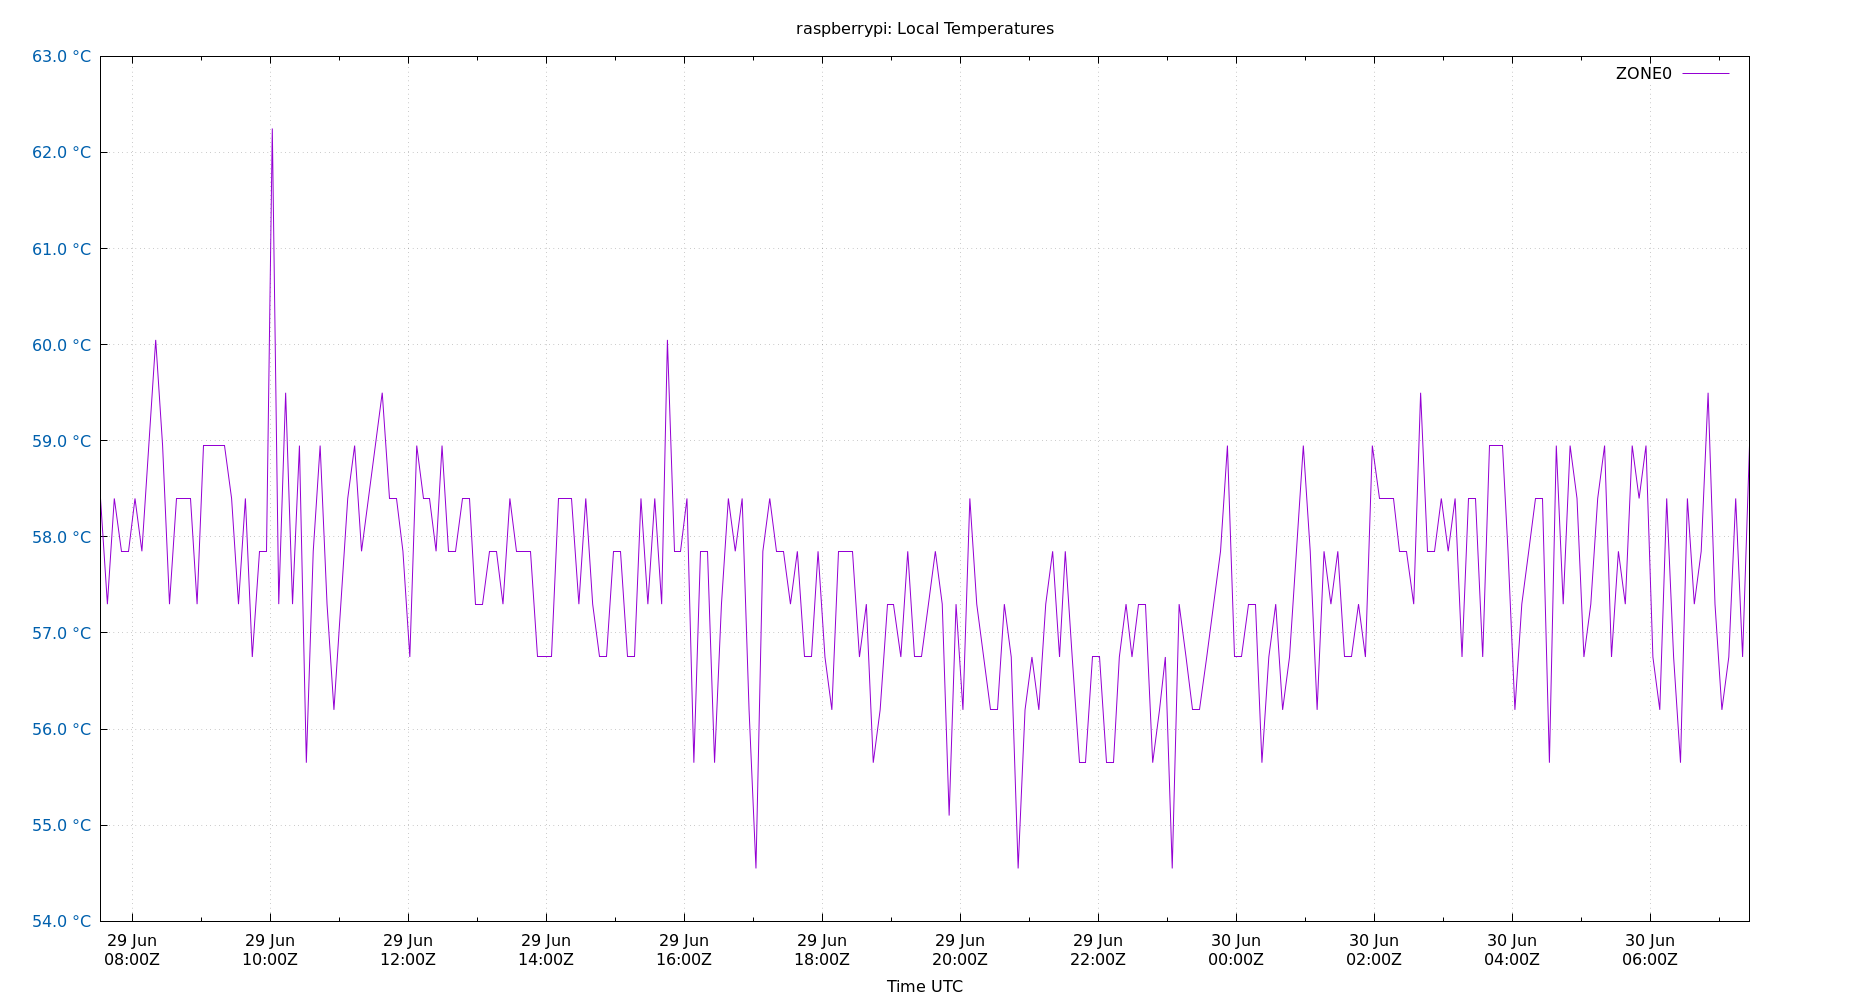 raspberrypi: Local Temperatures
63.0 °C
ZONE0
62.0 °C
61.0 °C
60.0 °C
59.0 °C
58.0 °C
57.0 °C
56.0 °C
55.0 °C
54.0 °C
29 Jun 29 Jun 29 Jun 29 Jun 29 Jun 29 Jun 29 Jun 29 Jun 30 Jun 30 Jun 30 Jun 30 Jun
08:00Z 10:00Z 12:00Z 14:00Z 16:00Z 18:00Z 20:00Z 22:00Z 00:00Z 02:00Z 04:00Z 06:00Z
Time UTC